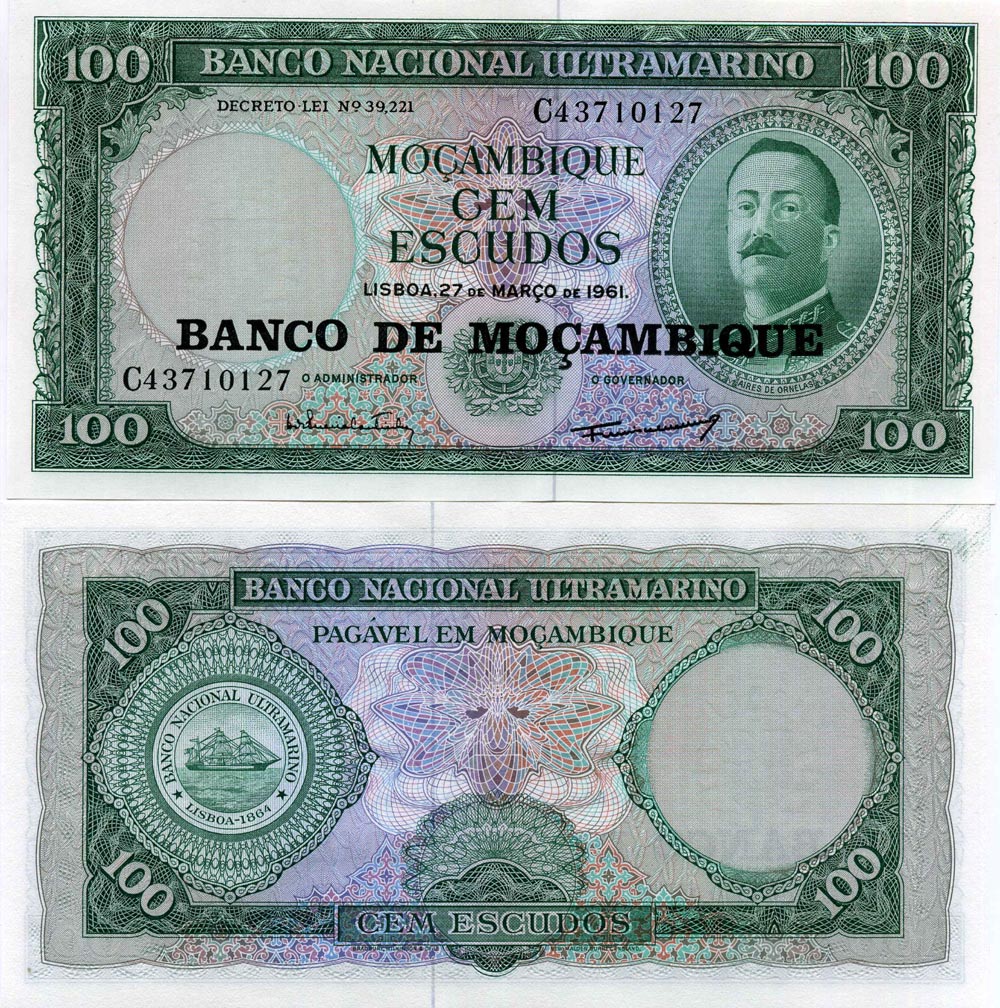 100 BANCO NACIONAL ULTRAMARINO 100
DECRETO-LEI Nº 39,221 C43710127
MOÇAMBIQUE
CEM
ESCUDOS
LISBOA, 27 DE MARÇO DE 1961.
BANCO DE MOÇAMBIQUE
C43710127 O ADMINISTRADOR O GOVERNADOR
AIRES DE ORNELAS
100 100
BANCO NACIONAL ULTRAMARINO
100 PAGÁVEL EM MOÇAMBIQUE 100
BANCO NACIONAL ULTRAMARINO
LISBOA-1864
100 100
CEM ESCUDOS